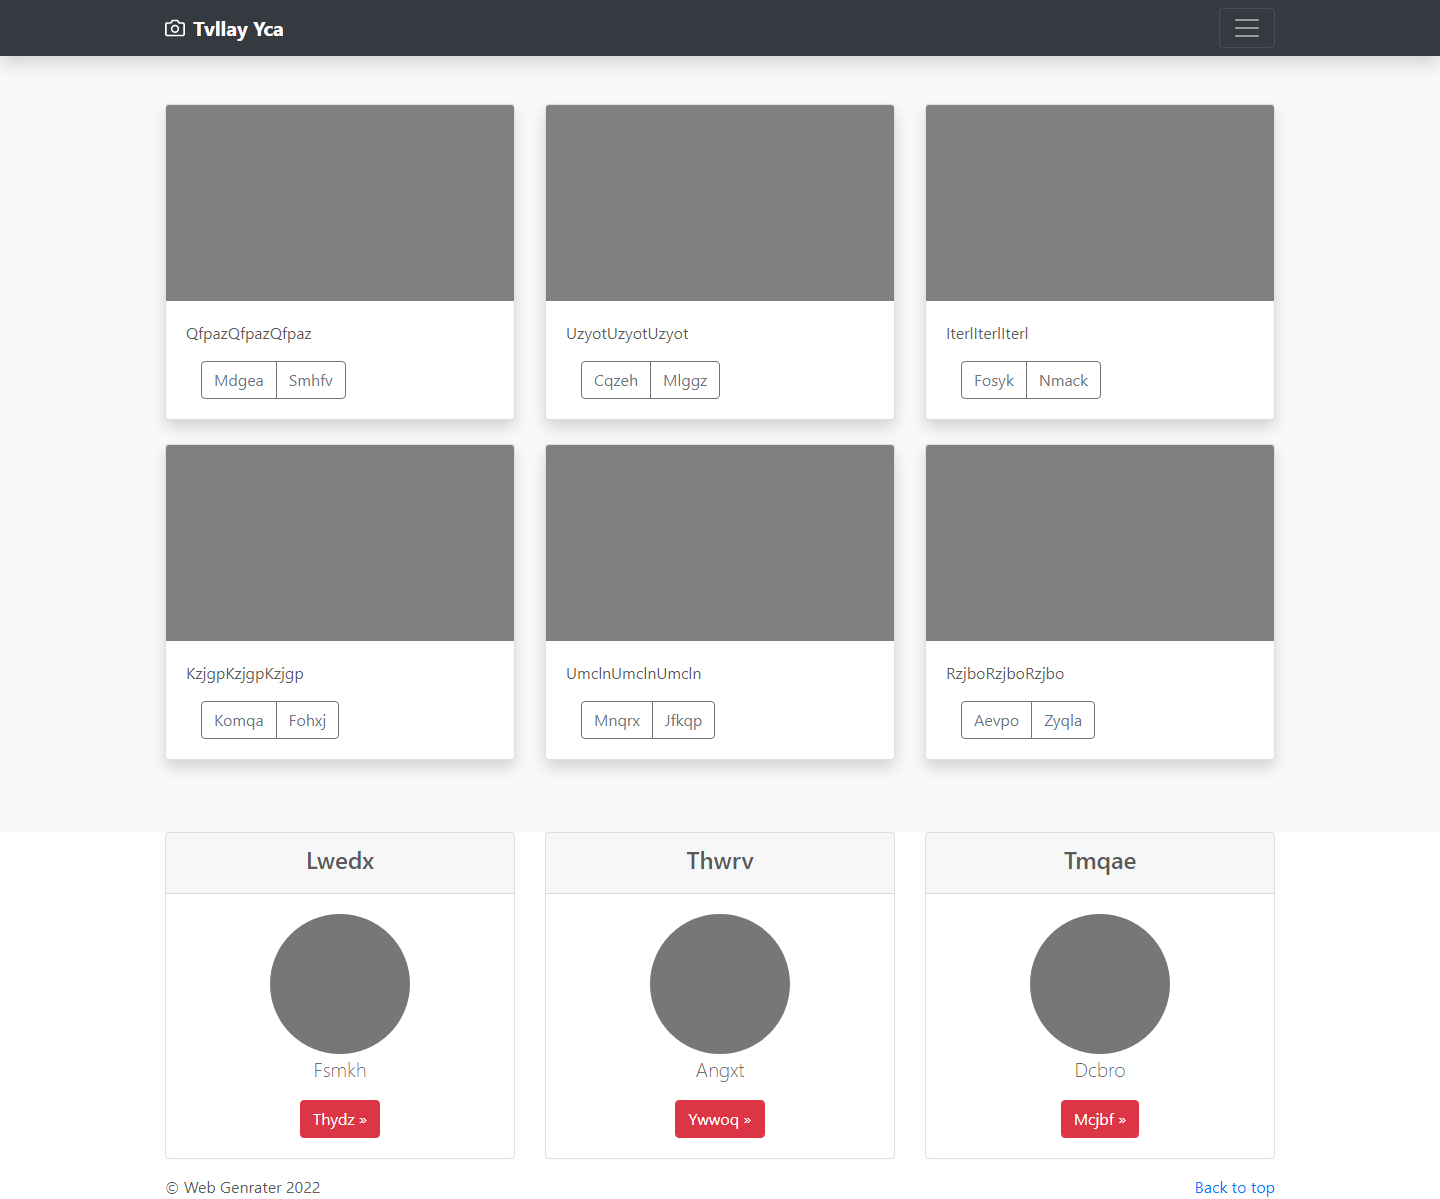 Tvllay Yca
QfpazQfpazQfpaz
UzyotUzyotUzyot
IterlIterlIterl
Mdgea Smhfv
Cqzeh Mlggz
Fosyk Nmack
KzjgpKzjgpKzjgp
UmclnUmclnUmcln
RzjboRzjboRzjbo
Komqa Fohxj
Mnqrx Jfkqp
Aevpo Zyqla
Lwedx
Thwrv
Tmqae
Fsmkh
Angxt
Dcbro
Thydz »
Ywwoq »
Mcjbf »
© Web Genrater 2022
Back to top